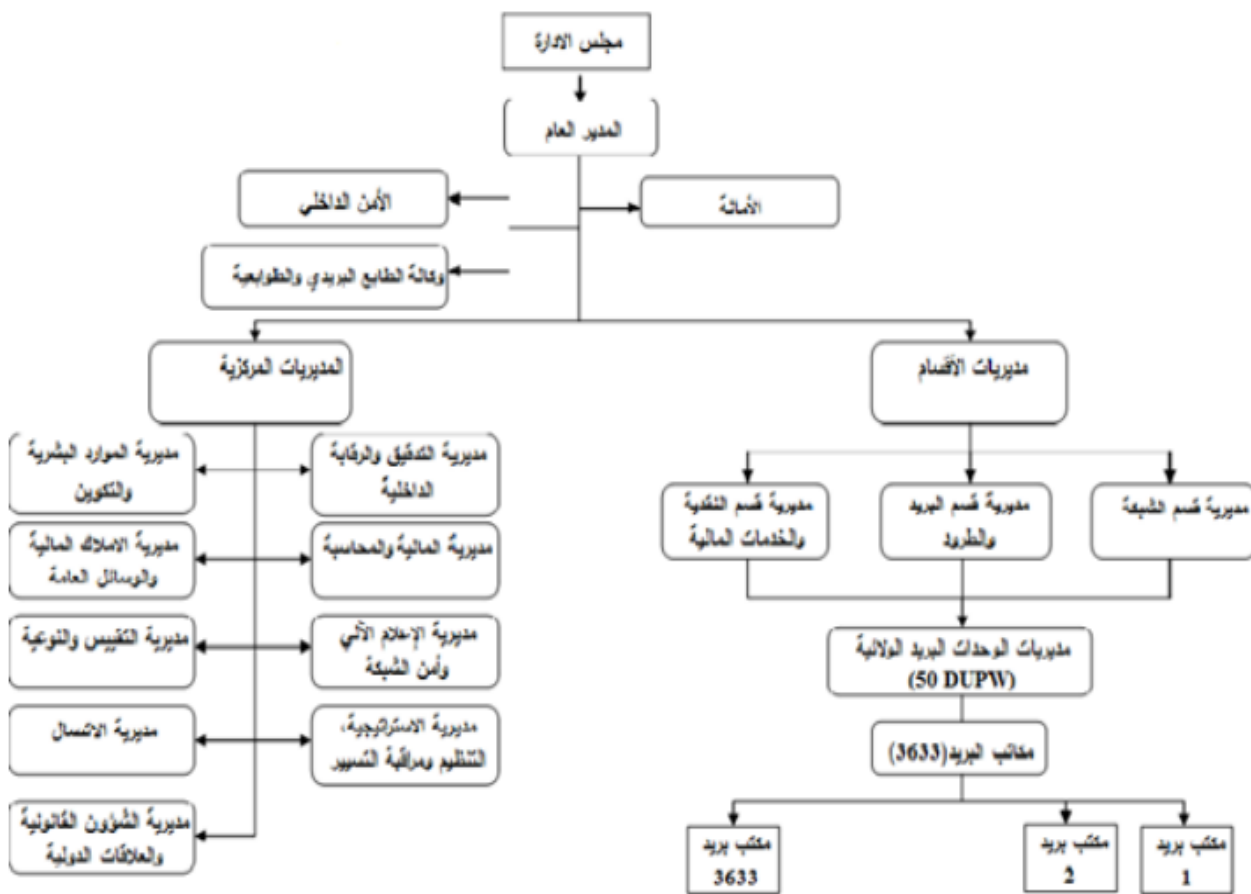 مجلس الادارة
المدير العام
الأمانة
الأمن الداخلي
وكالة الطابع البريدي والطوابعية
مديريات الأقسام
المديريات المركزية
مديرية قسم الشبكة
مديرية قسم البريد
والطرود
مديرية قسم النقدية
والخدمات المالية
مديريات الوحدات البريد الولائية
(50 DUPW)
مكاتب البريد(3633)
مكتب بريد
1
مكتب بريد
2
مكتب بريد
3633
مديرية التدقيق والرقابة
الداخلية
مديرية الموارد البشرية
والتكوين
مديرية المالية والمحاسبة
مديرية الاملاك المالية
والوسائل العامة
مديرية الإعلام الآلي
وأمن الشبكة
مديرية التقييس والنوعية
مديرية الاستراتيجية،
التنظيم ومراقبة التسيير
مديرية الاتسال
مديرية الشؤون القانونية
والعلاقات الدولية